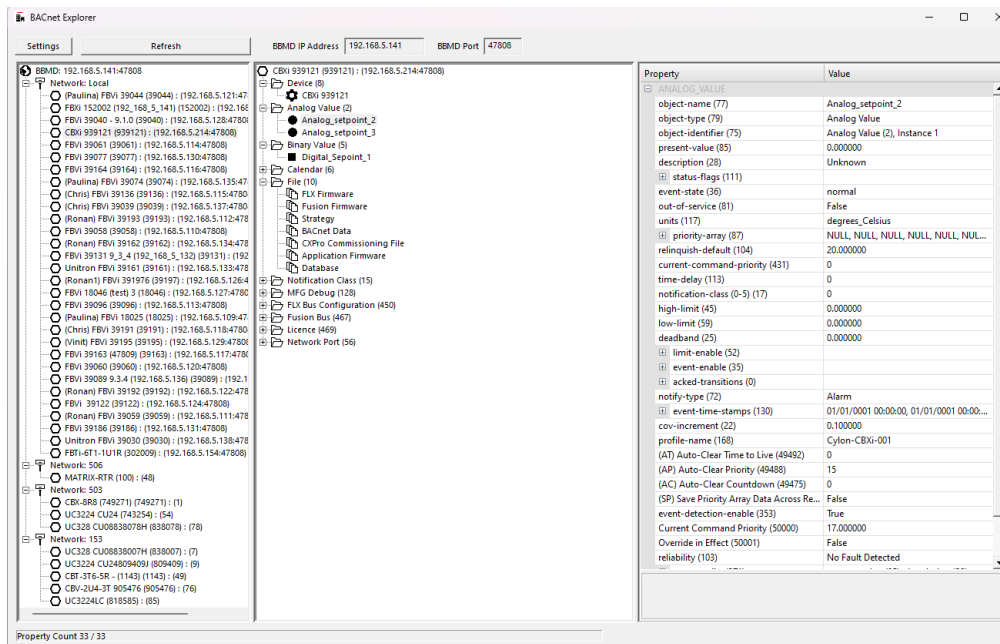 BACnet Explorer
Settings
Refresh
BBMD IP Address
192.168.5.141
BBMD Port
47808
BBMD: 192.168.5.141:47808
Network: Local
(Paulina) FBVi 39044 (39044) : (192.168.5.121:47
FBXi 152002 (192_168_5_141) (152002) : (192.168
FBVi 39040 - 9.1.0 (39040) : (192.168.5.128:4780
CBXi 939121 (939121) : (192.168.5.214:47808)
FBVi 39061 (39061) : (192.168.5.114:47808)
FBVi 39077 (39077) : (192.168.5.130:47808)
FBVi 39164 (39164) : (192.168.5.116:47808)
(Paulina) FBVi 39074 (39074) : (192.168.5.135:47
(Chris) FBVi 39136 (39136) : (192.168.5.115:4780
(Chris) FBVi 39039 (39039) : (192.168.5.137:4780
(Ronan) FBVi 39193 (39193) : (192.168.5.112:478
FBVi 39058 (39058) : (192.168.5.110:47808)
(Ronan) FBVi 39162 (39162) : (192.168.5.134:478
FBVi 39131 9_3_4 (192_168_5_132) (39131) : (192
Unitron FBVi 39161 (39161) : (192.168.5.133:478
(Ronan1) FBVi 391976 (39197) : (192.168.5.126:4
FBVi 18046 (test) 3 (18046) : (192.168.5.127:4780
FBVi 39096 (39096) : (192.168.5.113:47808)
(Paulina) FBVi 18025 (18025) : (192.168.5.109:47
(Chris) FBVi 39191 (39191) : (192.168.5.118:4780
(Vinit) FBVi 39195 (39195) : (192.168.5.129:47808
FBVi 39163 (47809) (39163) : (192.168.5.117:4780
FBVi 39060 (39060) : (192.168.5.120:47808)
FBVi 39089 9.3.4 (192.168.5.136) (39089) : (192.1
(Ronan) FBVi 39192 (39192) : (192.168.5.122:478
FBVi 39122 (39122) : (192.168.5.124:47808)
(Ronan) FBVi 39059 (39059) : (192.168.5.111:478
FBVi 39186 (39186) : (192.168.5.131:47808)
Unitron FBVi 39030 (39030) : (192.168.5.138:478
FBTi-6T1-1U1R (302009) : (192.168.5.154:47808)
Network: 506
MATRIX-RTR (100) : (48)
Network: 503
CBX-8R8 (749271) (749271) : (1)
UC3224 CU24 (743254) : (54)
UC328 CU08838078H (838078) : (78)
Network: 153
UC328 CU08838007H (838007) : (7)
UC3224 CU24809409J (809409) : (9)
CBT-3T6-5R - (1143) (1143) : (49)
CBV-2U4-3T 905476 (905476) : (76)
UC3224LC (818585) : (85)
CBXi 939121 (939121) : (192.168.5.214:47808)
Device (8)
CBXi 939121
Analog Value (2)
Analog_setpoint_2
Analog_setpoint_3
Binary Value (5)
Digital_Sepoint_1
Calendar (6)
File (10)
FLX Firmware
Fusion Firmware
Strategy
BACnet Data
CXPro Commissioning File
Application Firmware
Database
Notification Class (15)
MFG Debug (128)
FLX Bus Configuration (450)
Fusion Bus (467)
Licence (469)
Network Port (56)
Property Value
ANALOG_VALUE
object-name (77) Analog_setpoint_2
object-type (79) Analog Value
object-identifier (75) Analog Value (2), Instance 1
present-value (85) 0.000000
description (28) Unknown
status-flags (111)
event-state (36) normal
out-of-service (81) False
units (117) degrees_Celsius
priority-array (87) NULL, NULL, NULL, NULL, NULL, NUL...
relinquish-default (104) 20.000000
current-command-priority (431) 0
time-delay (113) 0
notification-class (0-5) (17) 0
high-limit (45) 0.000000
low-limit (59) 0.000000
deadband (25) 0.000000
limit-enable (52)
event-enable (35)
acked-transitions (0)
notify-type (72) Alarm
event-time-stamps (130) 01/01/0001 00:00:00, 01/01/0001 00:00:...
cov-increment (22) 0.100000
profile-name (168) Cylon-CBXi-001
(AT) Auto-Clear Time to Live (49492) 0
(AP) Auto-Clear Priority (49488) 15
(AC) Auto-Clear Countdown (49475) 0
(SP) Save Priority Array Data Across Re... False
event-detection-enable (353) True
Current Command Priority (50000) 17.000000
Override in Effect (50001) False
reliability (103) No Fault Detected
Property Count 33 / 33